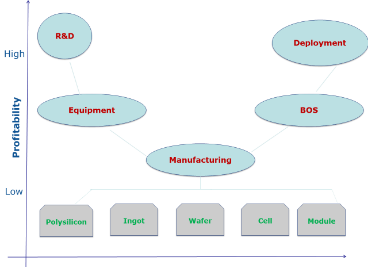 R&D
Deployment
High
Equipment
BOS
Profitability
Manufacturing
Low
Polysilicon
Ingot
Wafer
Cell
Module